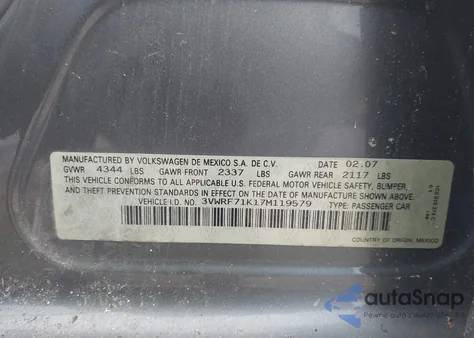 MANUFACTURED BY VOLKSWAGEN DE MEXICO S.A. DE C.V. DATE 02.07
GVWR 4344 LBS GAWR FRONT 2337 LBS GAWR REAR 2117 LBS
THIS VEHICLE CONFORMS TO ALL APPLICABLE U.S. FEDERAL MOTOR VEHICLE SAFETY, BUMPER,
AND THEFT PREVENTION STANDARDS IN EFFECT ON THE DATE OF MANUFACTURE SHOWN ABOVE.
VEHICLE I.D. NO. 3VWRF71K17M119579 TYPE: PASSENGER CAR
COUNTRY OF ORIGIN: MEXICO
autoSnap